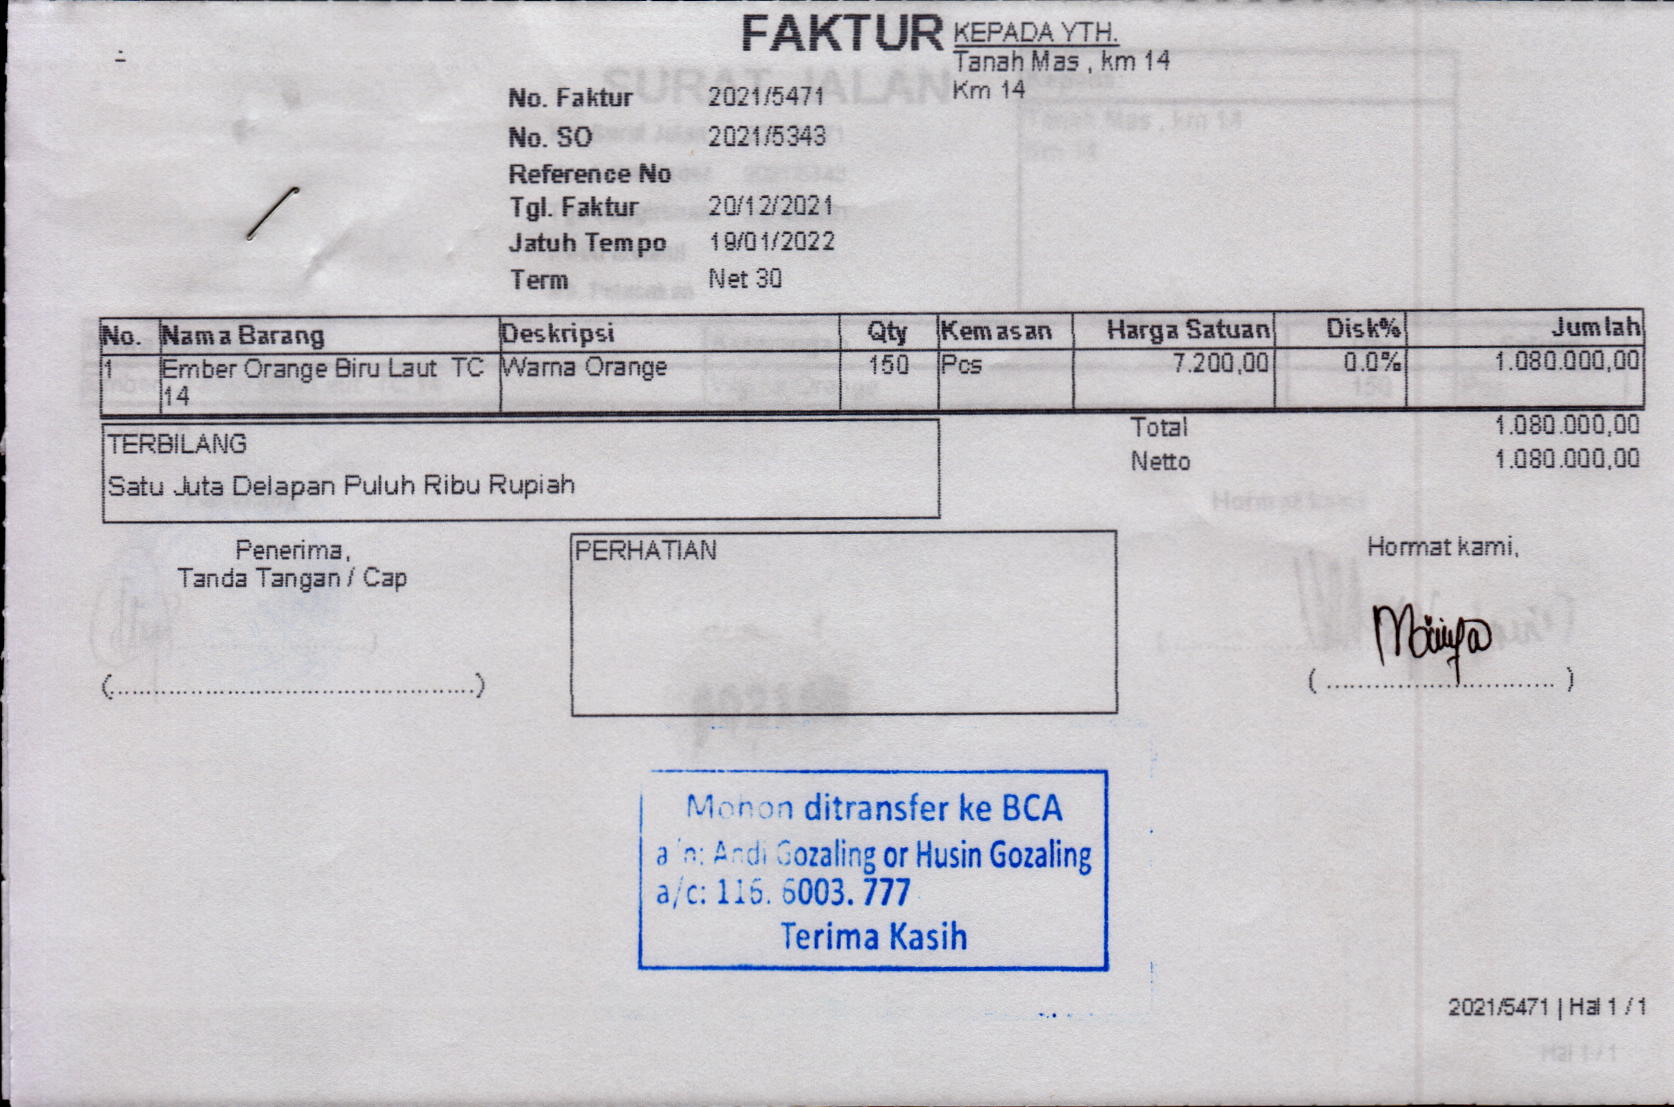 FAKTUR
KEPADA YTH.
Tanah Mas , km 14
Km 14
No. Faktur 2021/5471
No. SO 2021/5343
Reference No
Tgl. Faktur 20/12/2021
Jatuh Tempo 19/01/2022
Term Net 30
No. Nama Barang Deskripsi Qty Kemasan Harga Satuan Disk% Jumlah
1 Ember Orange Biru Laut TC Warna Orange 150 Pcs 7.200,00 0.0% 1.080.000,00
14
Total 1.080.000,00
Netto 1.080.000,00
TERBILANG
Satu Juta Delapan Puluh Ribu Rupiah
Penerima,
Tanda Tangan / Cap
(..............................................)
PERHATIAN
Hormat kami,
( ............................. )
Mohon ditransfer ke BCA
a/n: Andi Gozaling or Husin Gozaling
a/c: 116. 6003. 777
Terima Kasih
2021/5471 | Hal 1 / 1